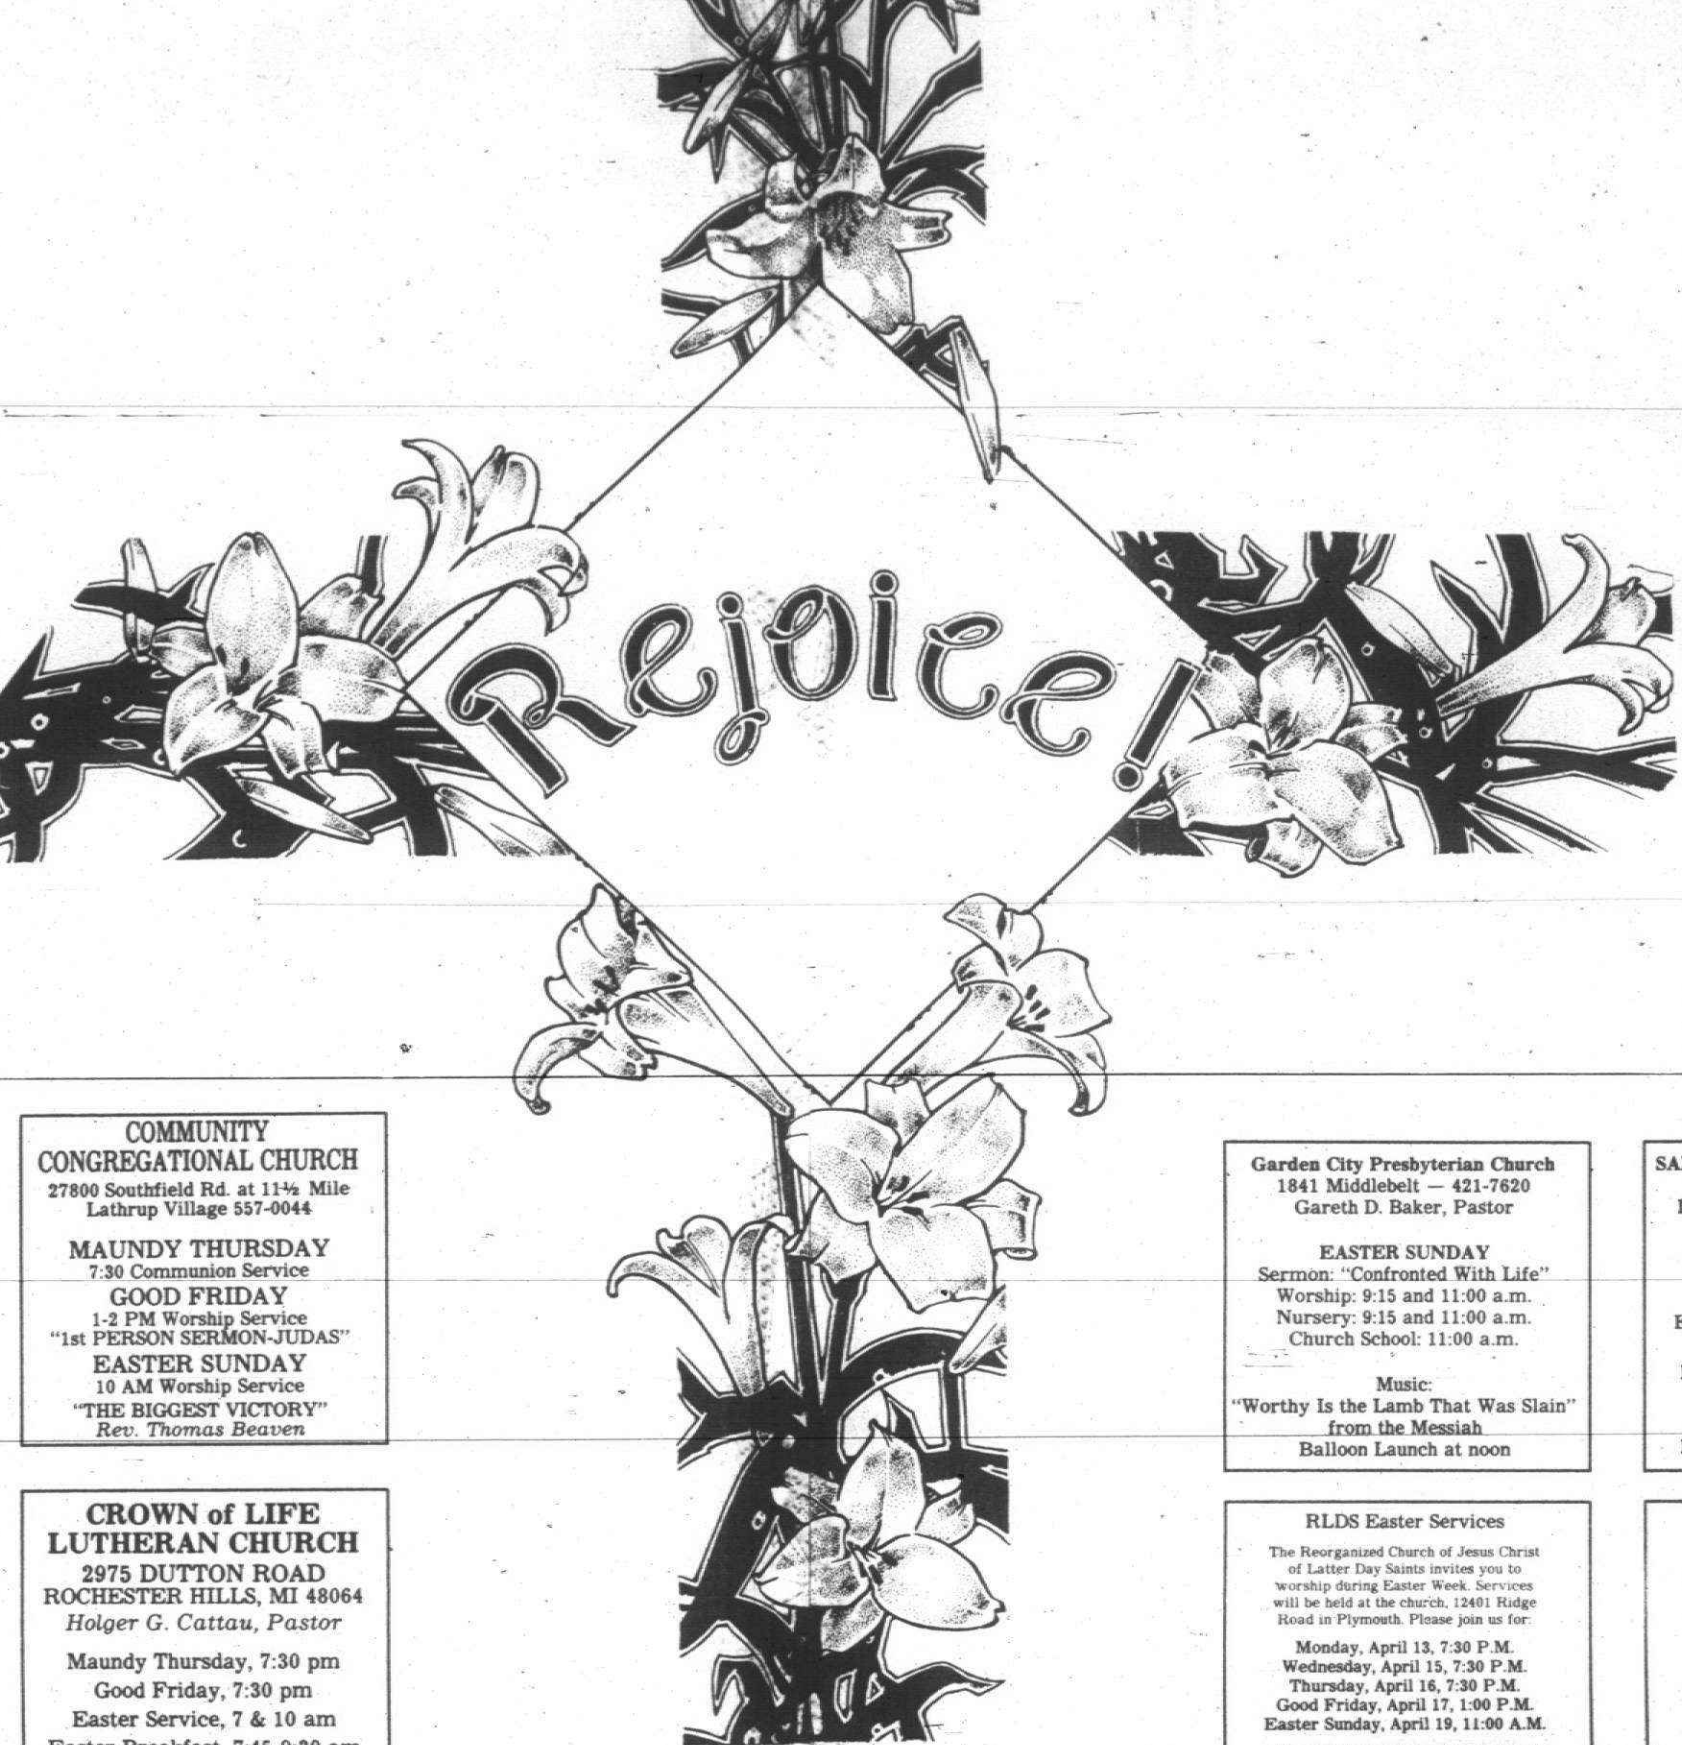 Rejoice!
COMMUNITY
CONGREGATIONAL CHURCH
27800 Southfield Rd. at 11½ Mile
Lathrup Village 557-0044
MAUNDY THURSDAY
7:30 Communion Service
GOOD FRIDAY
1-2 PM Worship Service
"1st PERSON SERMON-JUDAS"
EASTER SUNDAY
10 AM Worship Service
"THE BIGGEST VICTORY"
Rev. Thomas Beaven
CROWN of LIFE
LUTHERAN CHURCH
2975 DUTTON ROAD
ROCHESTER HILLS, MI 48064
Holger G. Cattau, Pastor
Maundy Thursday, 7:30 pm
Good Friday, 7:30 pm
Easter Service, 7 & 10 am
Garden City Presbyterian Church
1841 Middlebelt — 421-7620
Gareth D. Baker, Pastor
EASTER SUNDAY
Sermon: "Confronted With Life"
Worship: 9:15 and 11:00 a.m.
Nursery: 9:15 and 11:00 a.m.
Church School: 11:00 a.m.
Music:
"Worthy Is the Lamb That Was Slain"
from the Messiah
Balloon Launch at noon
RLDS Easter Services
The Reorganized Church of Jesus Christ
of Latter Day Saints invites you to
worship during Easter Week. Services
will be held at the church, 12401 Ridge
Road in Plymouth. Please join us for:
Monday, April 13, 7:30 P.M.
Wednesday, April 15, 7:30 P.M.
Thursday, April 16, 7:30 P.M.
Good Friday, April 17, 1:00 P.M.
Easter Sunday, April 19, 11:00 A.M.